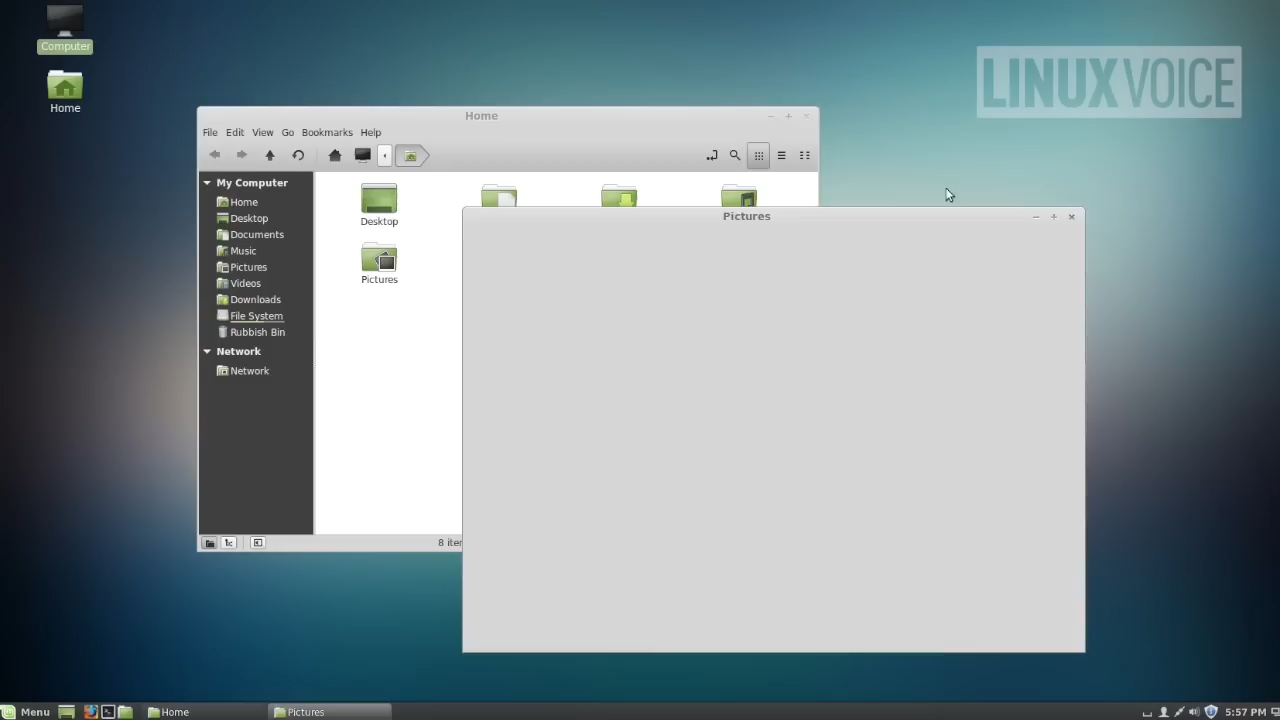 Computer
Home
LINUXVOICE
Home
File Edit View Go Bookmarks Help
My Computer
Home
Desktop
Documents
Music
Pictures
Videos
Downloads
File System
Rubbish Bin
Network
Network
Desktop
Pictures
8 iter
Pictures
Menu
Home
Pictures
5:57 PM